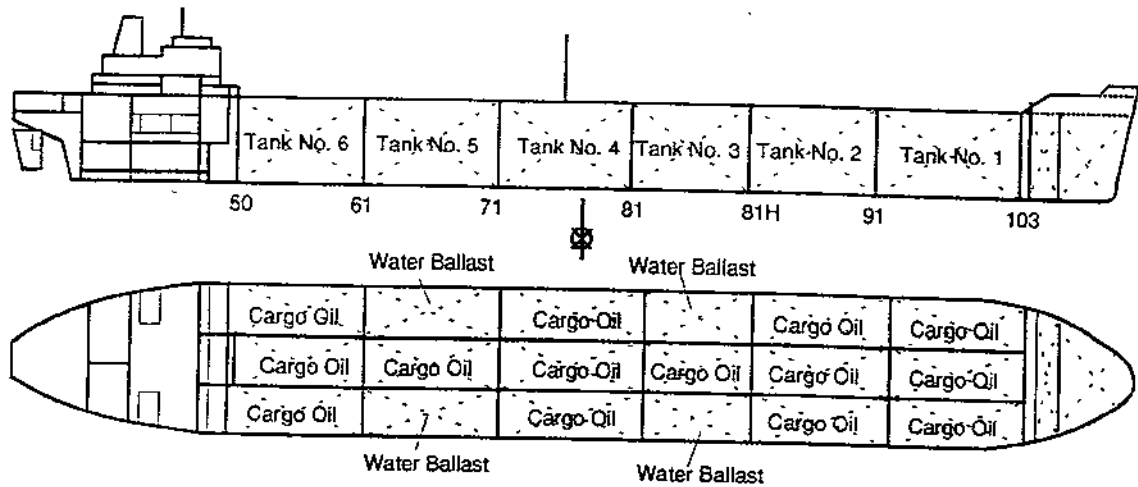 Tank No. 6 Tank No. 5 Tank No. 4 Tank No. 3 Tank No. 2 Tank No. 1
50 61 71 81 81H 91 103
Water Ballast Water Ballast
Cargo Oil Cargo Oil Cargo Oil Cargo Oil
Cargo Oil Cargo Oil Cargo Oil Cargo Oil Cargo Oil Cargo Oil
Cargo Oil Cargo Oil Cargo Oil Cargo Oil
Water Ballast Water Ballast